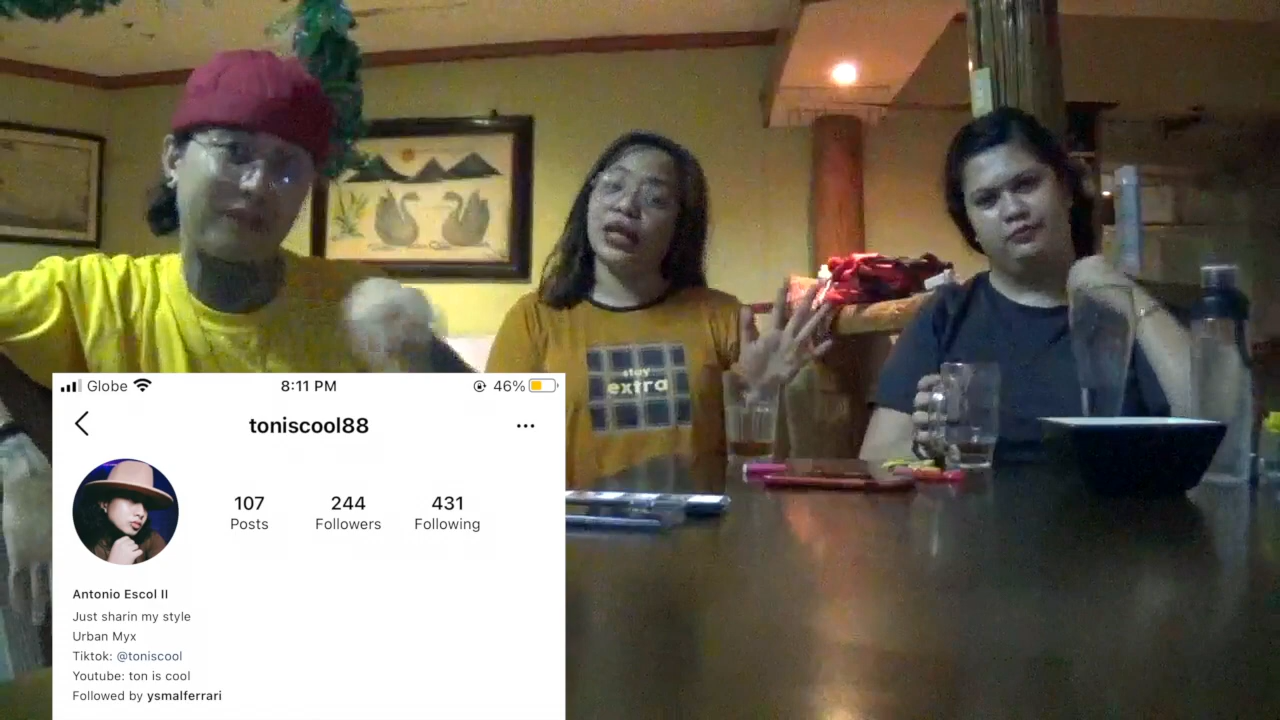 stay
extra
Globe 8:11 PM 46%
toniscool88
107 244 431
Posts Followers Following
Antonio Escol II
Just sharin my style
Urban Myx
Tiktok: @toniscool
Youtube: ton is cool
Followed by ysmalferrari